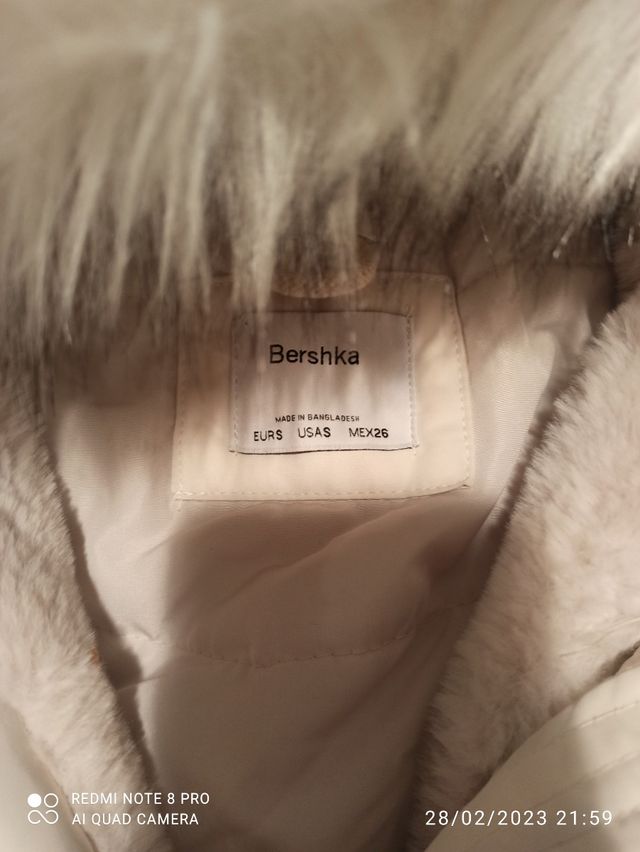 Bershka
MADE IN BANGLADESH
EURS USAS MEX26
REDMI NOTE 8 PRO
AI QUAD CAMERA
28/02/2023 21:59